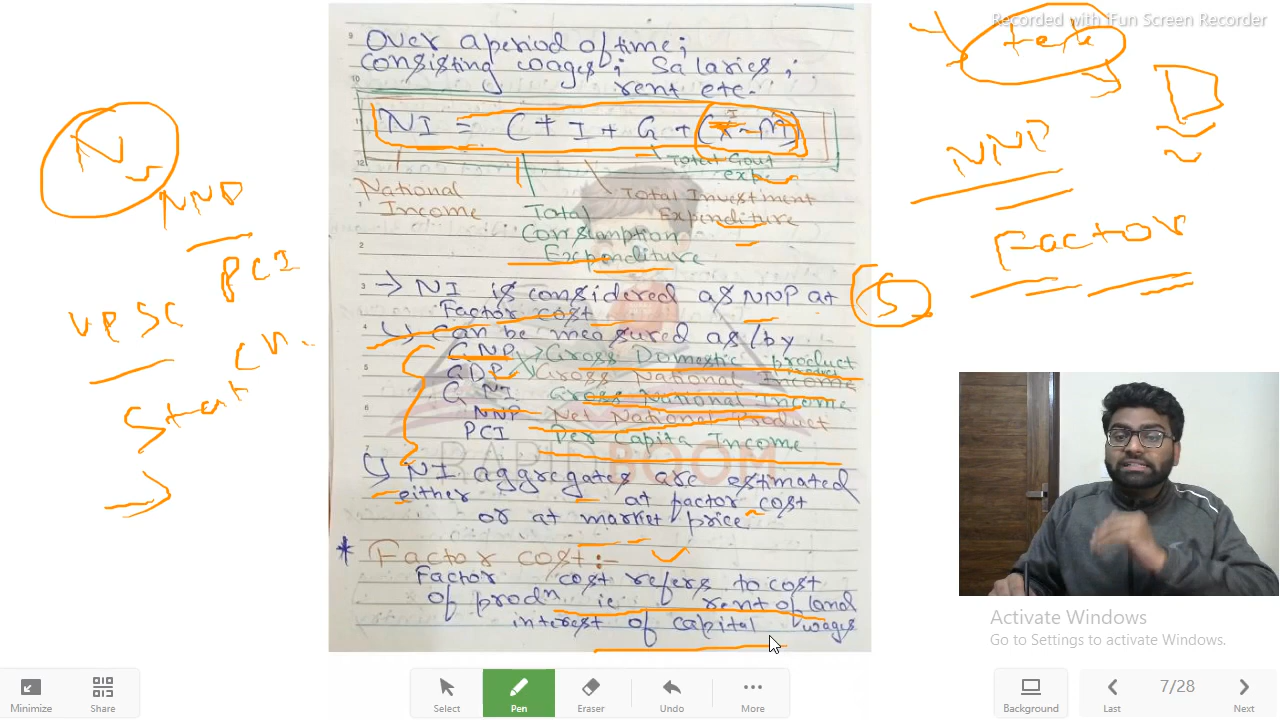 Recorded with iFun Screen Recorder
Over a period of time;
consisting wages; Salaries;
rent etc.
NI = C + I + G + (X - M)
Total Govt
exp.
National
Income
Total Investment
Expenditure
Total
Consumption
Expenditure
→ NI is considered as NNP at
Factor cost
↳ can be measured as/by
GNP Gross Domestic product
GDP Gross National Income
GNI Gross National Income
NNP Net National Product
PCI Per Capita Income
BOOM
↳ NI aggregates are estimated
either at factor cost
or at market price
* Factor cost:-
Factor cost refers to cost
of prodn ie rent of land
interest of capital wages
N
NNP
PCI
UPSC
Start
NNP
Factor
Activate Windows
Go to Settings to activate Windows.
Minimize
Share
Select
Pen
Eraser
Undo
More
Background
Last
7/28
Next